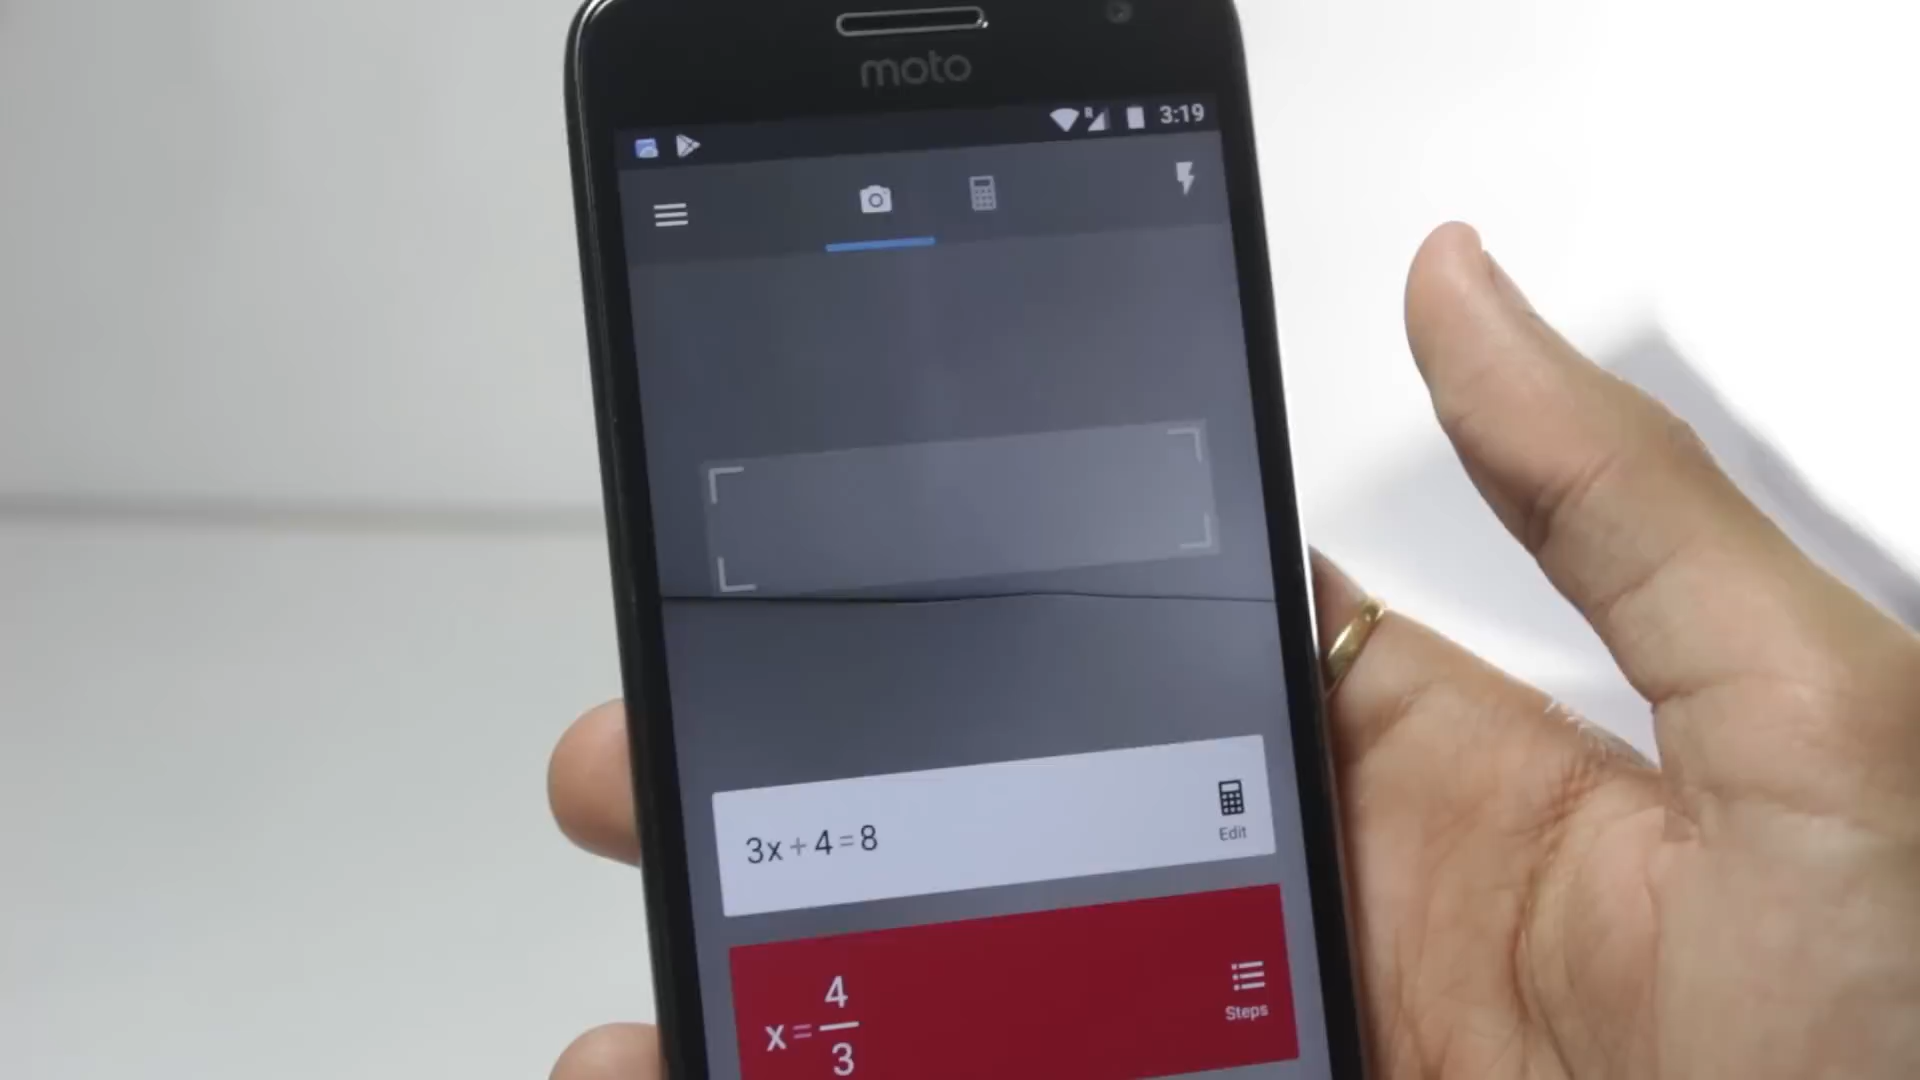 moto
R
3:19
3x + 4 = 8
Edit
x = 4/3
Steps